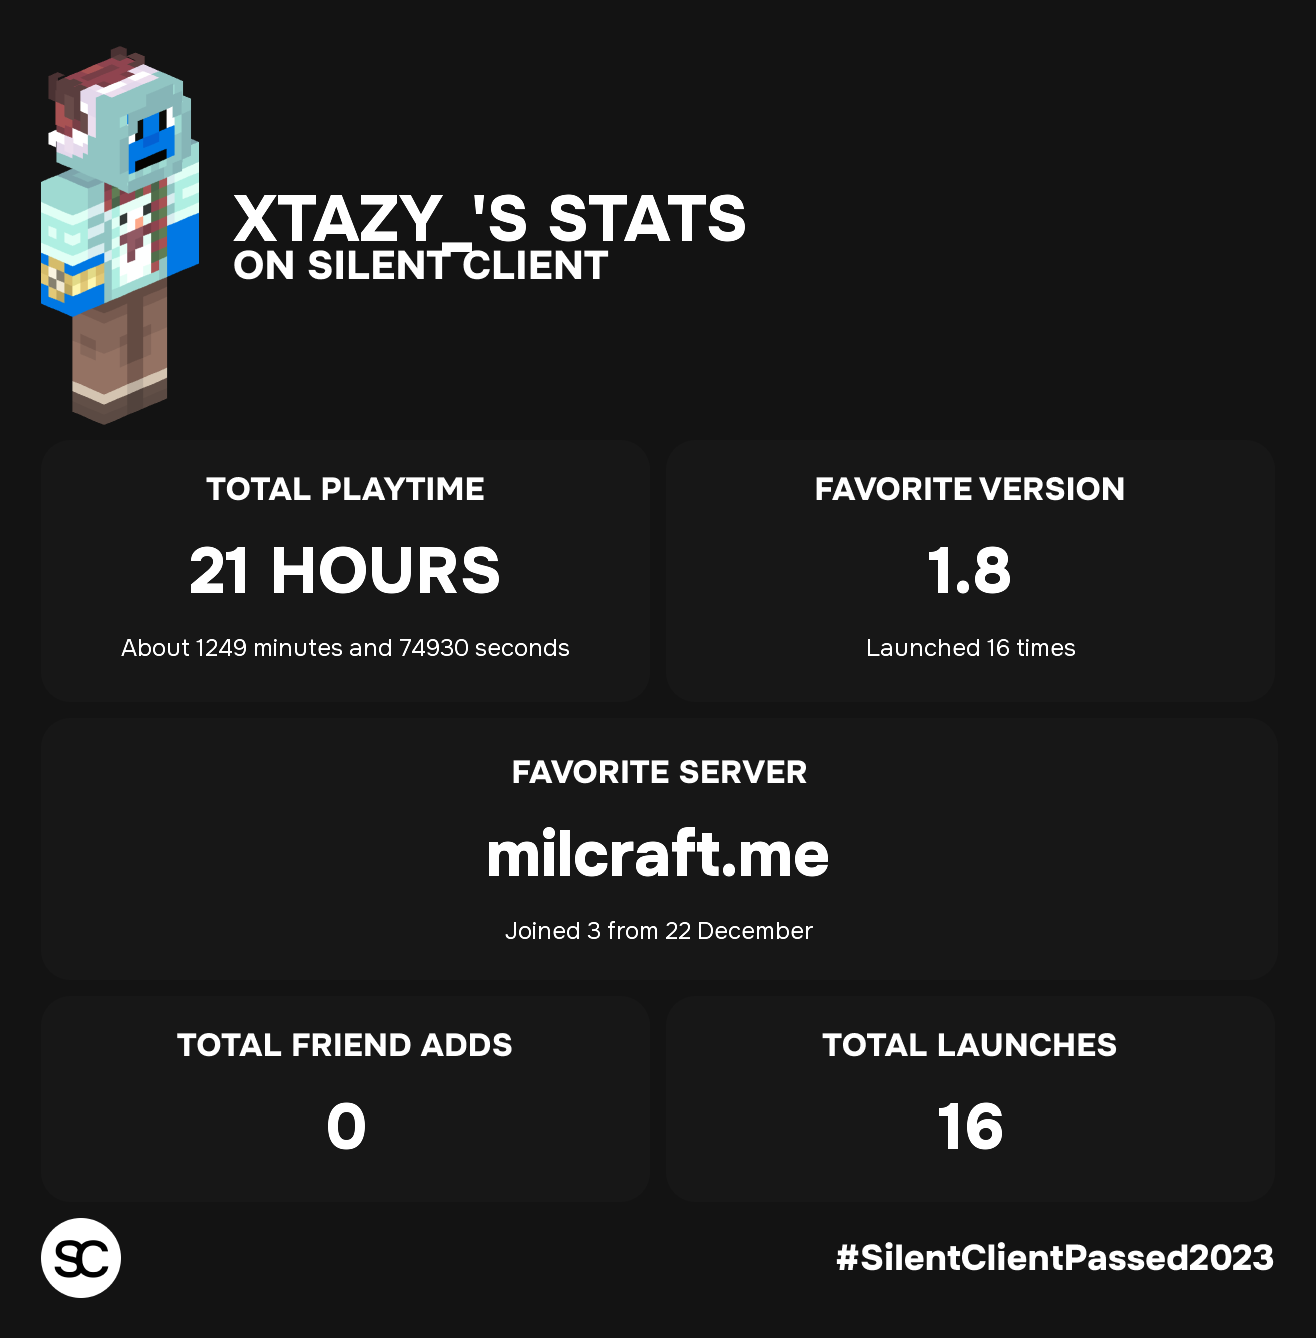 XTAZY_'S STATS
ON SILENT CLIENT
TOTAL PLAYTIME
21 HOURS
About 1249 minutes and 74930 seconds
FAVORITE VERSION
1.8
Launched 16 times
FAVORITE SERVER
milcraft.me
Joined 3 from 22 December
TOTAL FRIEND ADDS
0
TOTAL LAUNCHES
16
SC
#SilentClientPassed2023